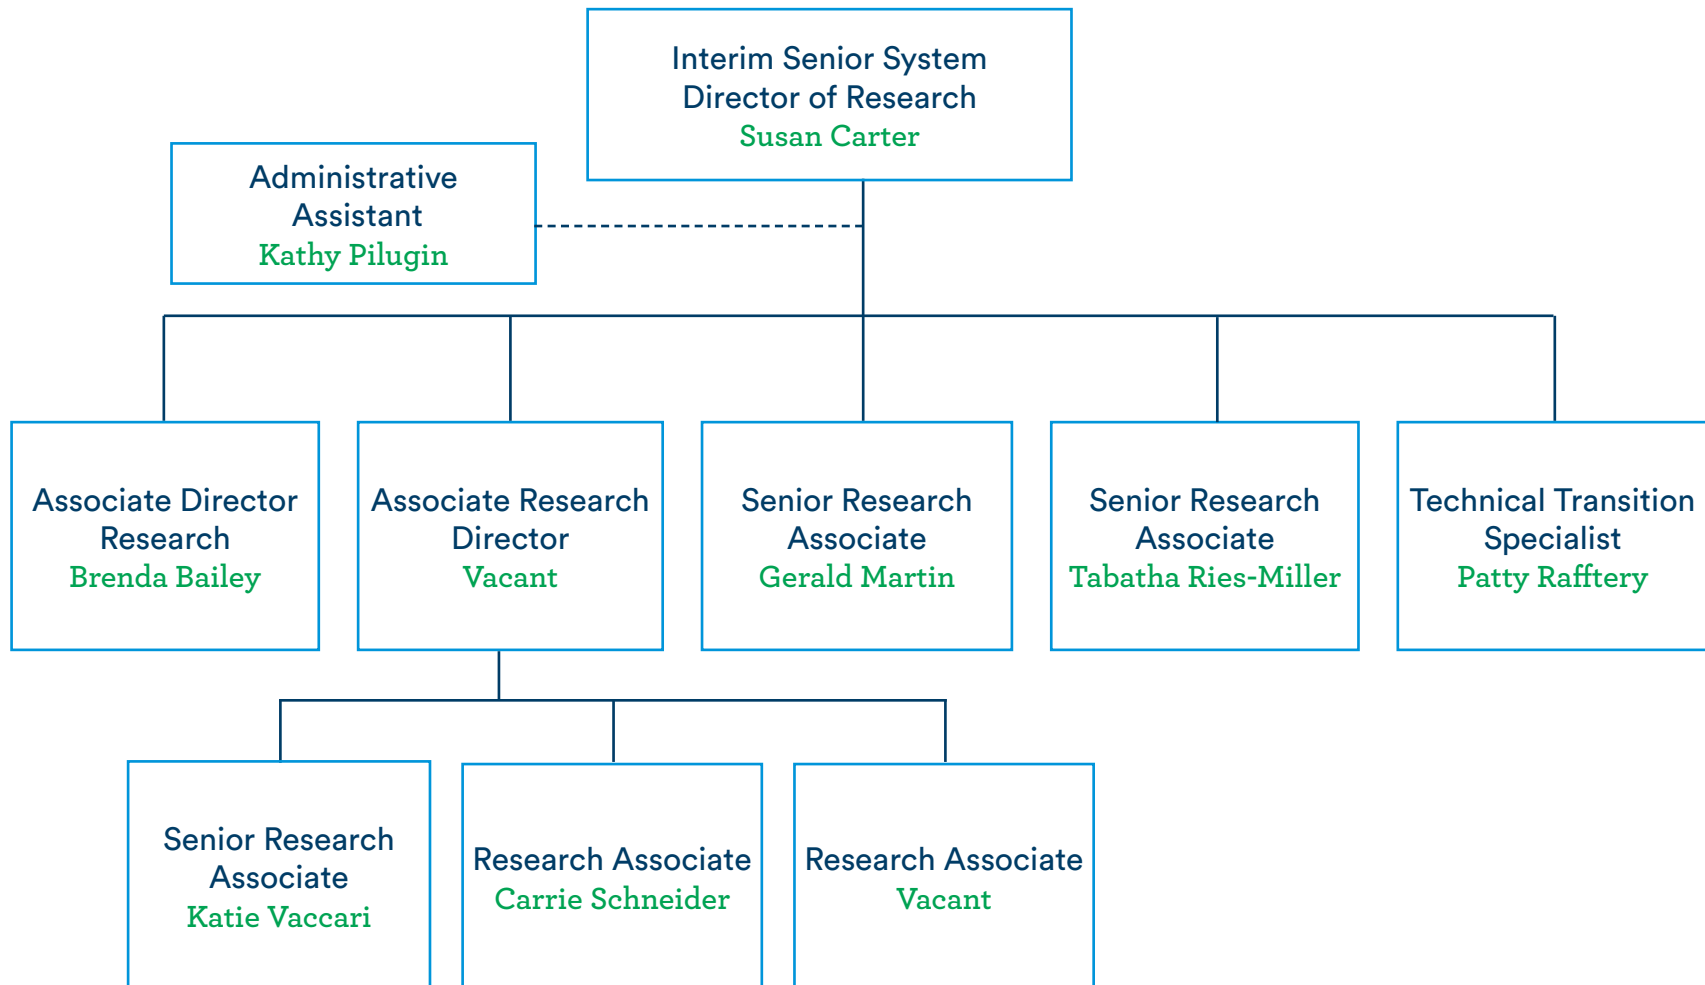 Interim Senior System
Director of Research
Susan Carter
Administrative
Assistant
Kathy Pilugin
Associate Director
Research
Brenda Bailey
Associate Research
Director
Vacant
Senior Research
Associate
Gerald Martin
Senior Research
Associate
Tabatha Ries-Miller
Technical Transition
Specialist
Patty Rafftery
Senior Research
Associate
Katie Vaccari
Research Associate
Carrie Schneider
Research Associate
Vacant